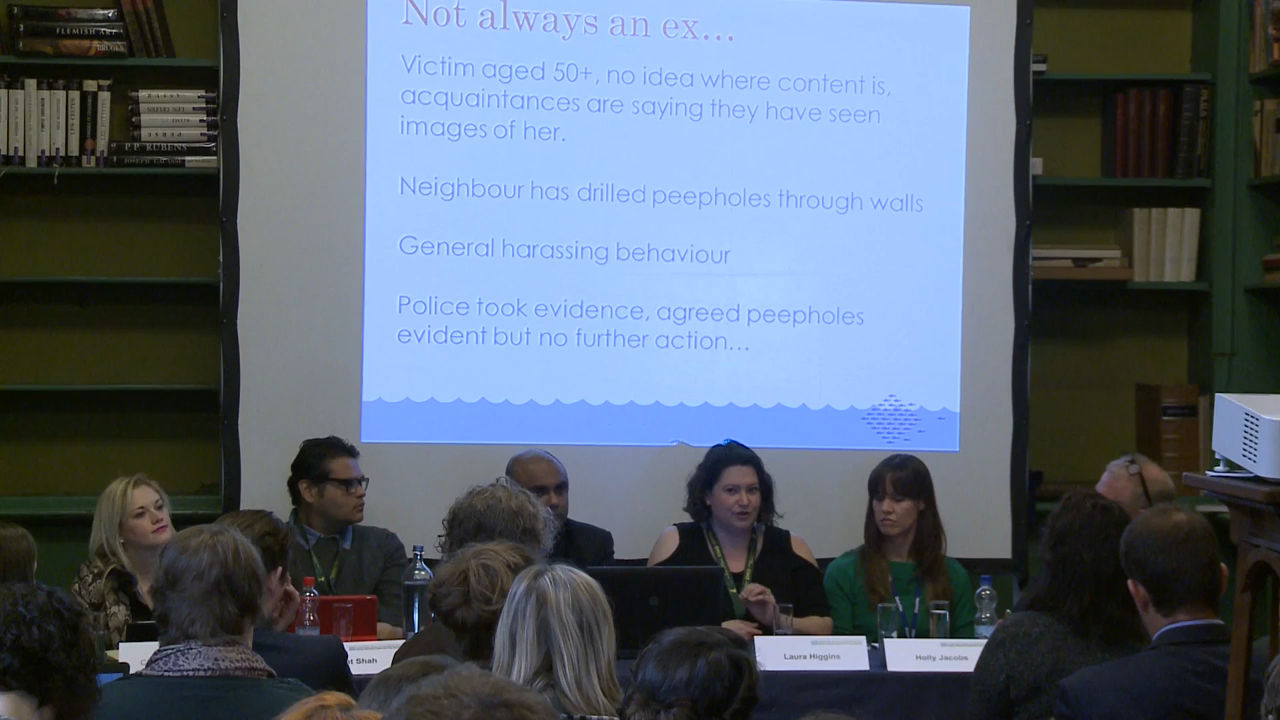 Not always an ex...
Victim aged 50+, no idea where content is,
acquaintances are saying they have seen
images of her.
Neighbour has drilled peepholes through walls
General harassing behaviour
Police took evidence, agreed peepholes
evident but no further action...
FLEMISH ART
P.P. RUBENS
Shah
Laura Higgins
Holly Jacobs